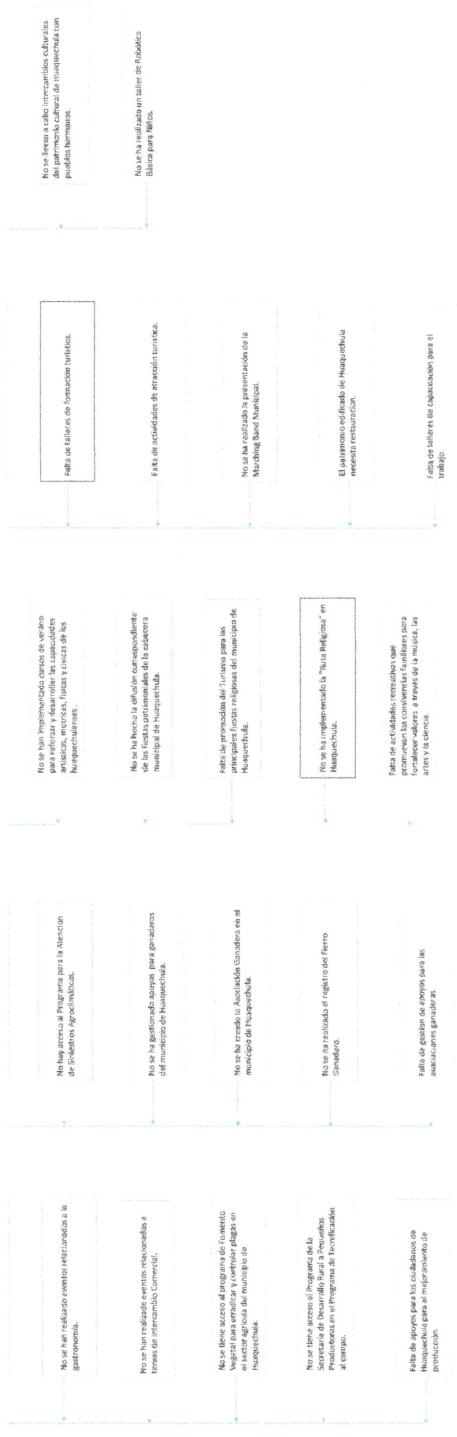 No se han realizado eventos relacionados a la
gastronomía.
No se han realizado eventos relacionados a
temas de Intercambio Comercial.
No se tiene acceso al programa de Fomento
Vegetal para erradicar y controlar plagas en
el sector agrícola del municipio de
Huaquechula.
No se tiene acceso al Programa de la
Secretaría de Desarrollo Rural a Pequeños
Productores en el Programa de Tecnificación
al campo.
Falta de apoyos para los ciudadanos de
Huaquechula para el mejoramiento de
producción.
No hay acceso al Programa para la Atención
de Siniestros Agroclimáticos.
No se ha gestionado apoyos para ganaderos
del municipio de Huaquechula.
No se ha creado la Asociación Ganadera en el
municipio de Huaquechula.
No se ha realizado el registro del Fierro
Ganadero.
Falta de gestión de apoyos para las
asociaciones ganaderas.
No se han implementado cursos de verano
para reforzar y desarrollar las capacidades
artísticas, motrices, físicas y cívicas de los
huaquechulenses.
No se ha hecho la difusión correspondiente
de las fiestas patrimoniales de la cabecera
municipal de Huaquechula.
Falta de promoción del Turismo para las
principales fiestas religiosas del municipio de
Huaquechula.
No se ha implementado la "Ruta Religiosa" en
Huaquechula.
Falta de actividades recreativas que
promuevan las convivencias familiares para
fortalecer valores a través de la música, las
artes y la ciencia.
Falta de talleres de formación turística.
Falta de actividades de atracción turística.
No se ha realizado la presentación de la
Marching Band Municipal.
El patrimonio edificado de Huaquechula
necesita restauración.
Falta de talleres de capacitación para el
trabajo.
No se llevan a cabo intercambios culturales
del patrimonio cultural de Huaquechula con
pueblos hermanos.
No se ha realizado un taller de Robótica
Básica para Niños.